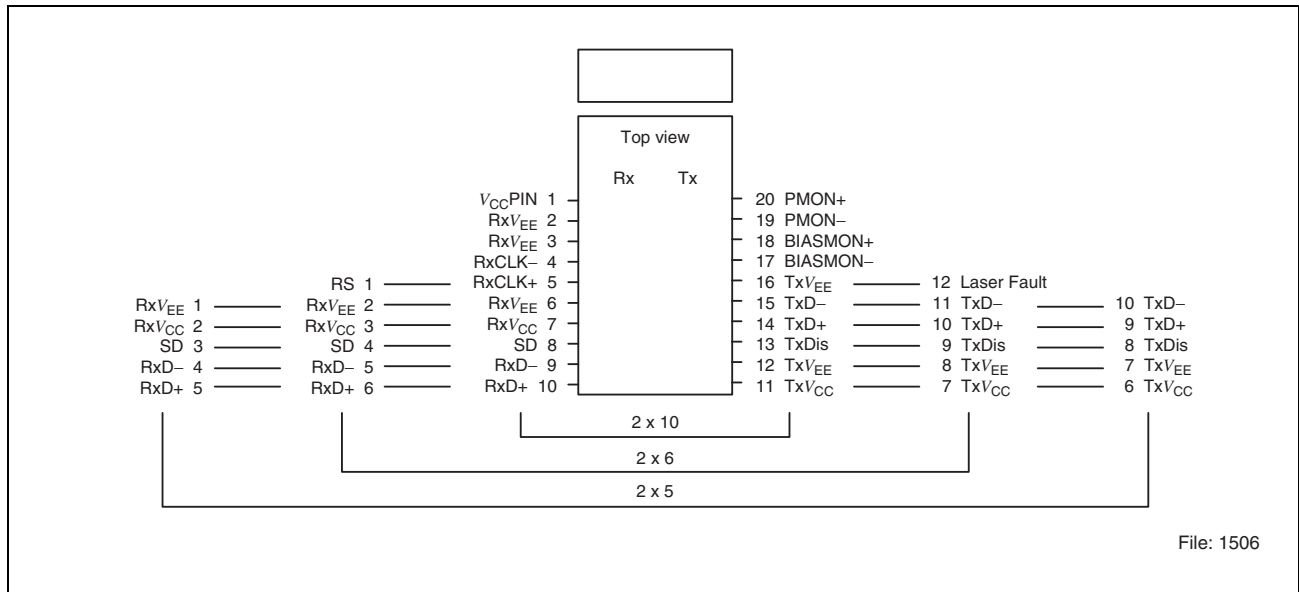 Top view
Rx Tx
VCCPIN 1 20 PMON+
RxVEE 2 19 PMON−
RxVEE 3 18 BIASMON+
RxCLK− 4 17 BIASMON−
RS 1 RxCLK+ 5 16 TxVEE 12 Laser Fault
RxVEE 1 RxVEE 2 RxVEE 6 15 TxD− 11 TxD− 10 TxD−
RxVCC 2 RxVCC 3 RxVCC 7 14 TxD+ 10 TxD+ 9 TxD+
SD 3 SD 4 SD 8 13 TxDis 9 TxDis 8 TxDis
RxD− 4 RxD− 5 RxD− 9 12 TxVEE 8 TxVEE 7 TxVEE
RxD+ 5 RxD+ 6 RxD+ 10 11 TxVCC 7 TxVCC 6 TxVCC
2 x 10
2 x 6
2 x 5
File: 1506